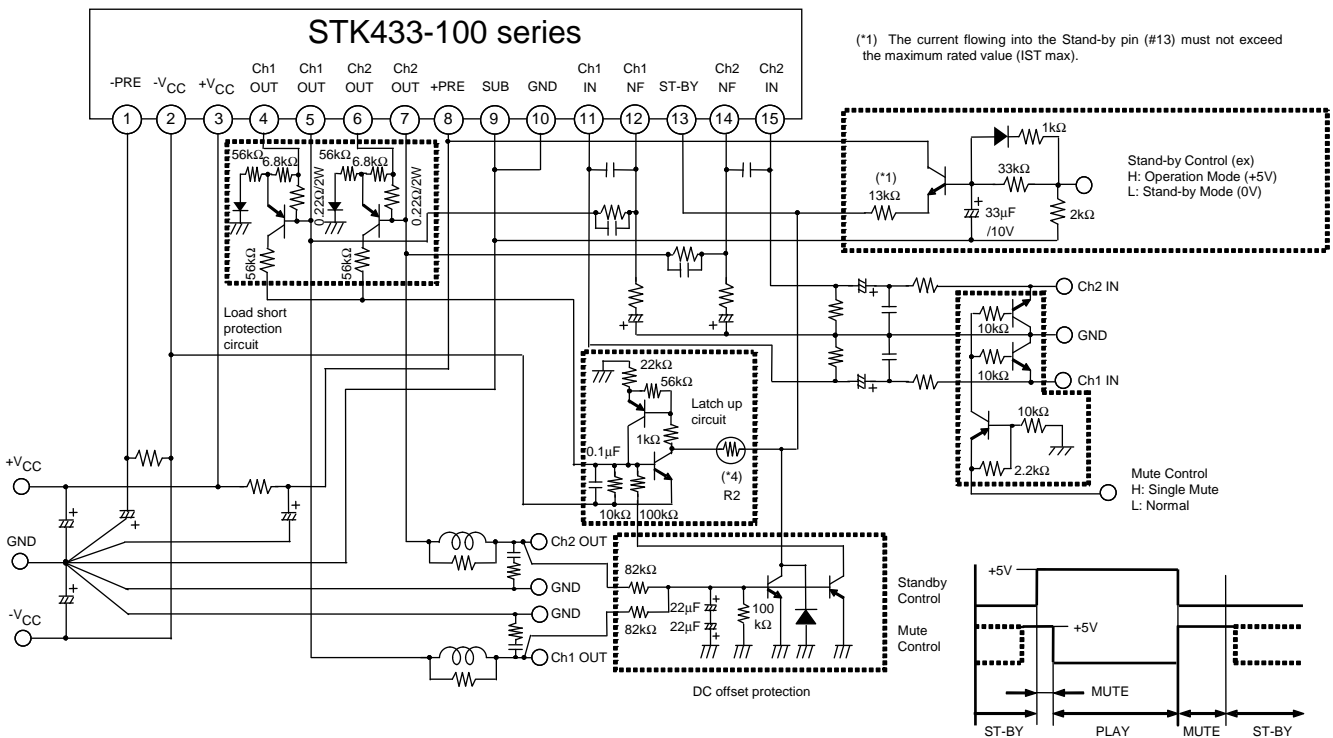 STK433-100 series
(*1) The current flowing into the Stand-by pin (#13) must not exceed
the maximum rated value (IST max).
-PRE
-VCC
+VCC
Ch1
OUT
Ch1
OUT
Ch2
OUT
Ch2
OUT
+PRE
SUB
GND
Ch1
IN
Ch1
NF
ST-BY
Ch2
NF
Ch2
IN
1
2
3
4
5
6
7
8
9
10
11
12
13
14
15
56kΩ
6.8kΩ
0.22Ω/2W
56kΩ
56kΩ
6.8kΩ
0.22Ω/2W
56kΩ
Load short
protection
circuit
1kΩ
33kΩ
(*1)
13kΩ
33μF
/10V
2kΩ
Stand-by Control (ex)
H: Operation Mode (+5V)
L: Stand-by Mode (0V)
Ch2 IN
GND
Ch1 IN
10kΩ
10kΩ
10kΩ
2.2kΩ
Mute Control
H: Single Mute
L: Normal
22kΩ
56kΩ
Latch up
circuit
1kΩ
0.1μF
(*4)
R2
10kΩ
100kΩ
+VCC
GND
-VCC
+
+
+
+
+
+
+
+
Ch2 OUT
GND
GND
Ch1 OUT
82kΩ
82kΩ
22μF
+
22μF
+
100
kΩ
DC offset protection
Standby
Control
Mute
Control
+5V
+5V
MUTE
ST-BY
PLAY
MUTE
ST-BY